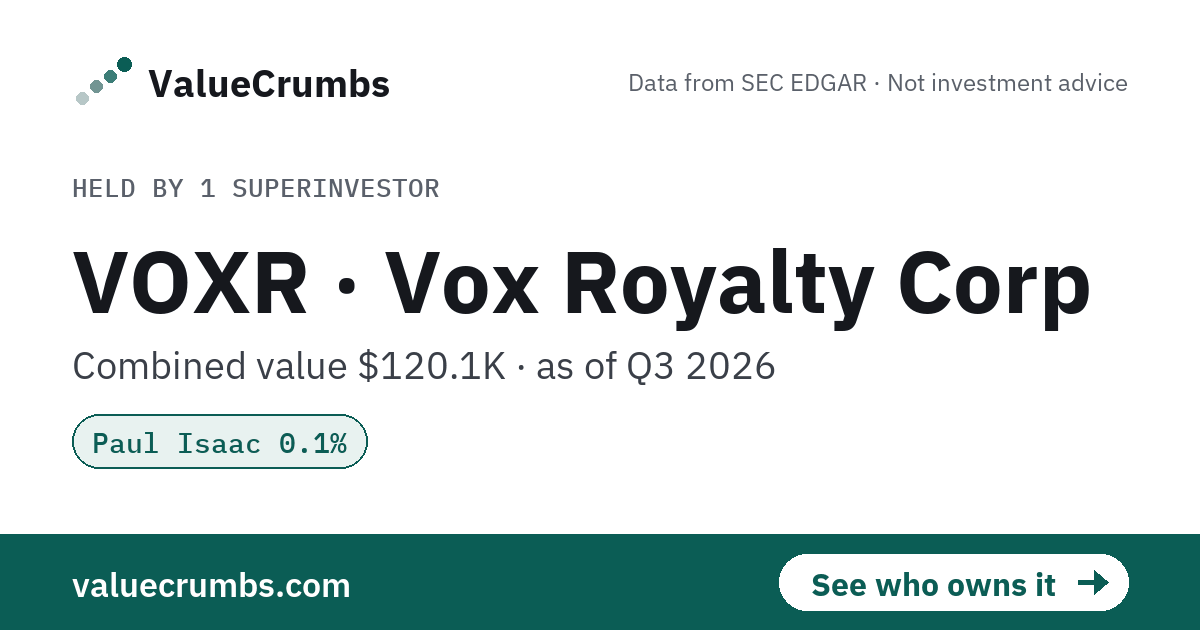 ValueCrumbs
Data from SEC EDGAR · Not investment advice
HELD BY 1 SUPERINVESTOR
VOXR · Vox Royalty Corp
Combined value $120.1K · as of Q3 2026
Paul Isaac 0.1%
valuecrumbs.com
See who owns it →